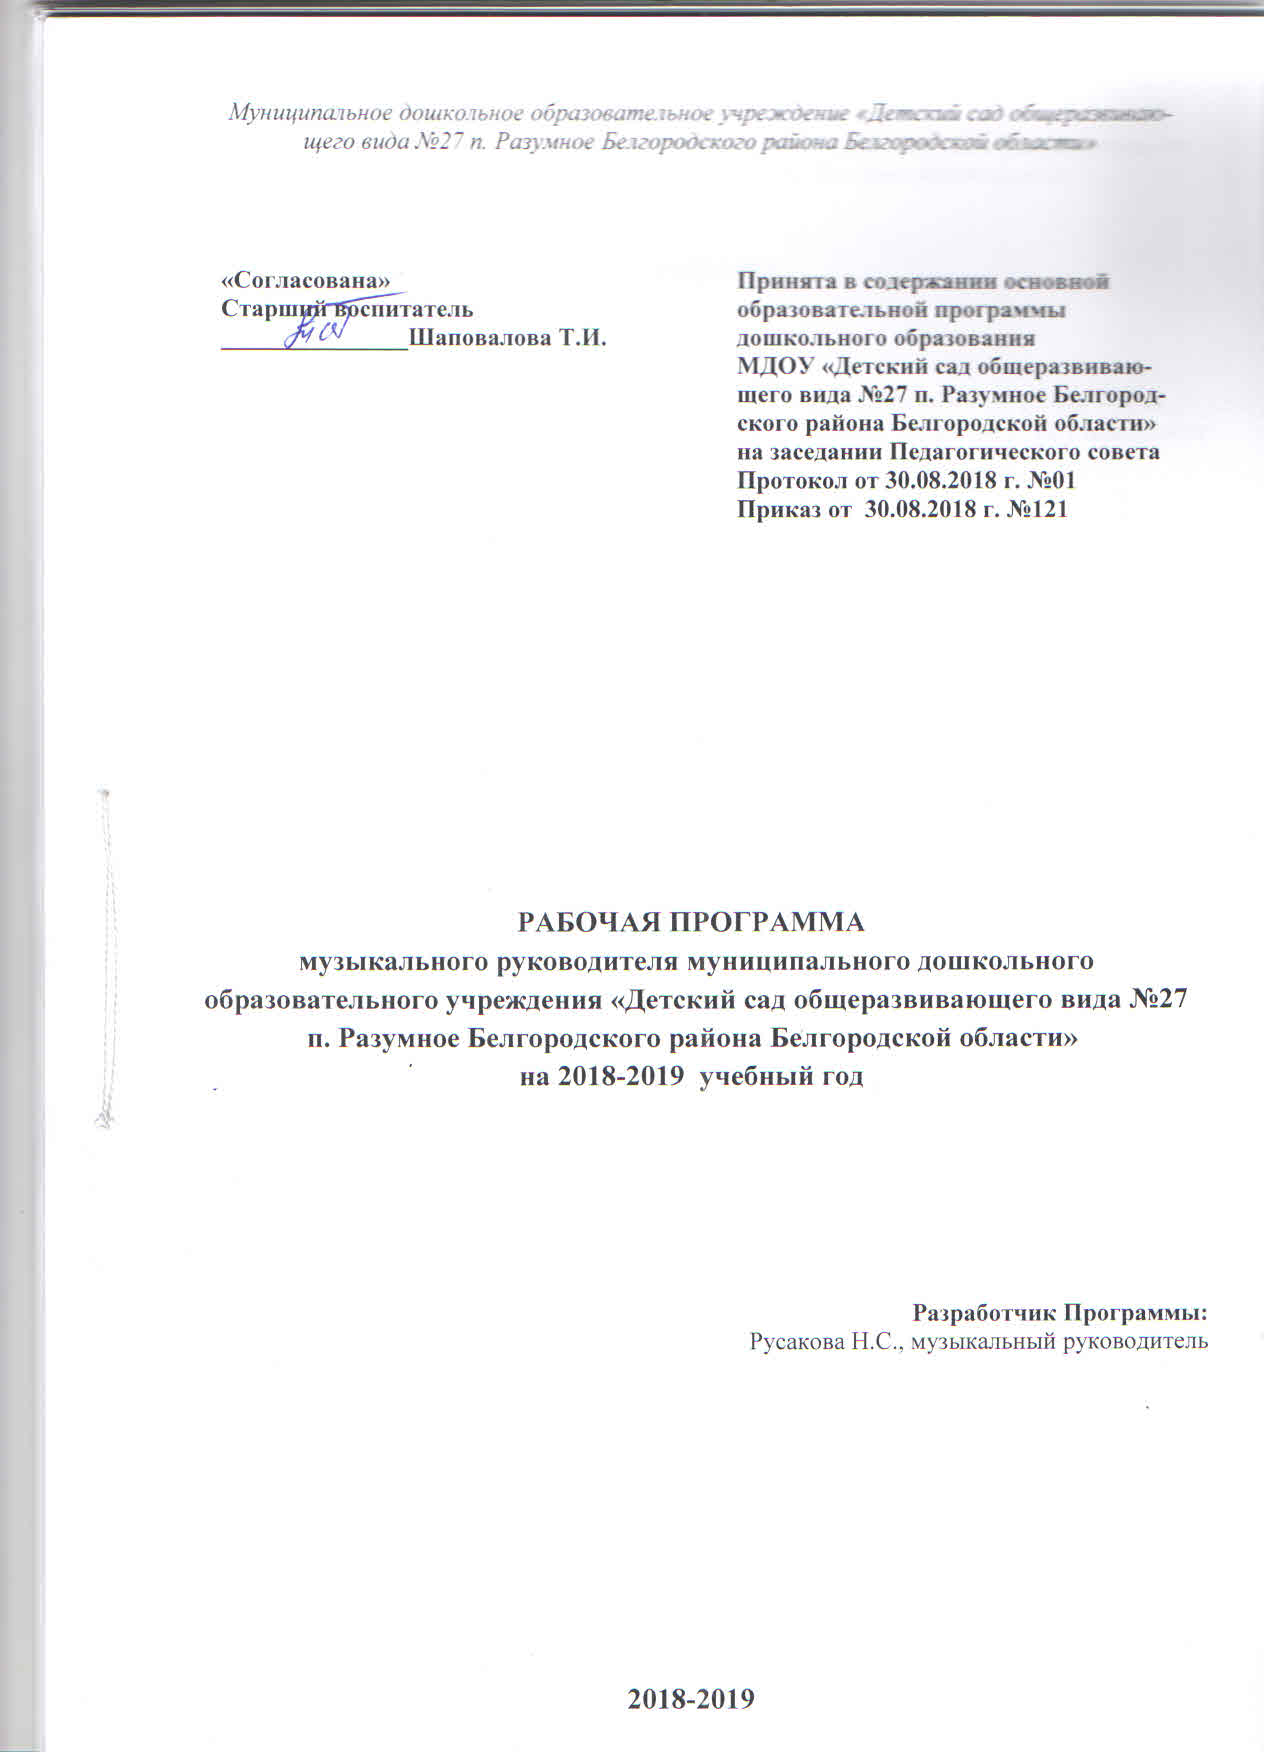 Муниципальное дошкольное образовательное учреждение «Детский сад общеразвиваю-
щего вида №27 п. Разумное Белгородского района Белгородской области»
«Согласована»
Старший воспитатель
Шаповалова Т.И.
Принята в содержании основной
образовательной программы
дошкольного образования
МДОУ «Детский сад общеразвиваю-
щего вида №27 п. Разумное Белгород-
ского района Белгородской области»
на заседании Педагогического совета
Протокол от 30.08.2018 г. №01
Приказ от 30.08.2018 г. №121
РАБОЧАЯ ПРОГРАММА
музыкального руководителя муниципального дошкольного
образовательного учреждения «Детский сад общеразвивающего вида №27
п. Разумное Белгородского района Белгородской области»
на 2018-2019 учебный год
Разработчик Программы:
Русакова Н.С., музыкальный руководитель
2018-2019